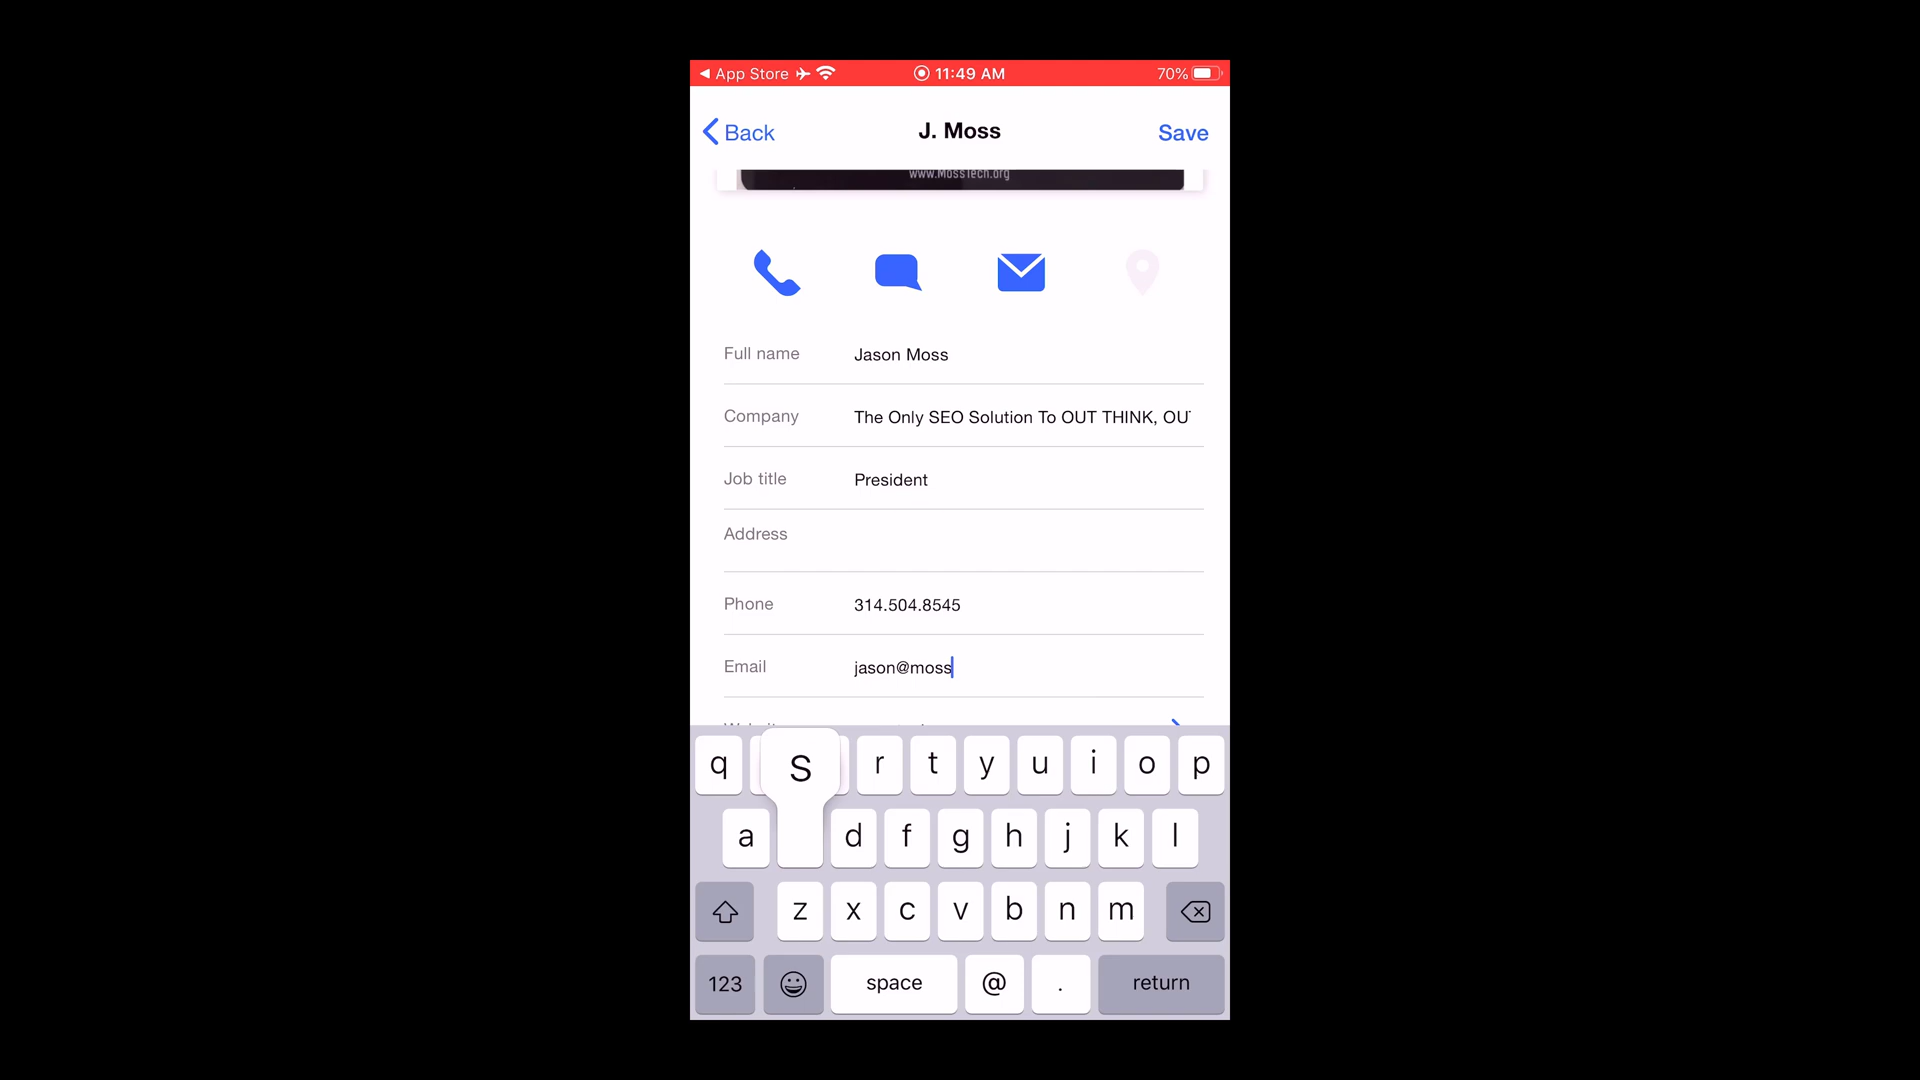 App Store 11:49 AM 70%
Back J. Moss Save
www.MossTech.org
Full name Jason Moss
Company The Only SEO Solution To OUT THINK, OU
Job title President
Address
Phone 314.504.8545
Email jason@moss
q S r t y u i o p
a d f g h j k l
z x c v b n m
123 space @ . return